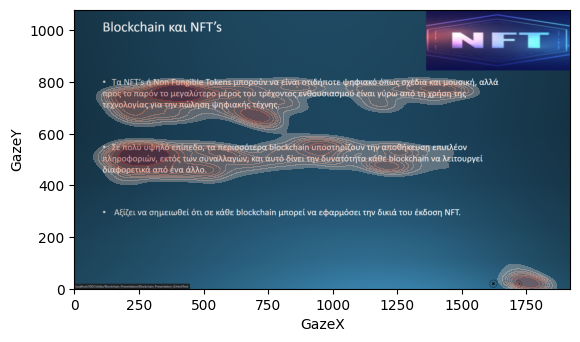 Blockchain και NFT's
NFT
• Τα NFT's ή Non Fungible Tokens μπορούν να είναι οτιδήποτε ψηφιακό όπως σχέδια και μουσική, αλλά
προς το παρόν το μεγαλύτερο μέρος του τρέχοντος ενθουσιασμού είναι γύρω από τη χρήση της
τεχνολογίας για την πώληση ψηφιακής τέχνης.
• Σε πολύ υψηλό επίπεδο, τα περισσότερα blockchain υποστηρίζουν την αποθήκευση επιπλέον
πληροφοριών, εκτός των συναλλαγών, και αυτό δίνει την δυνατότητα κάθε blockchain να λειτουργεί
διαφορετικά από ένα άλλο.
• Αξίζει να σημειωθεί ότι σε κάθε blockchain μπορεί να εφαρμόσει την δικιά του έκδοση NFT.
GazeY
1000
800
600
400
200
0
0 250 500 750 1000 1250 1500 1750
GazeX